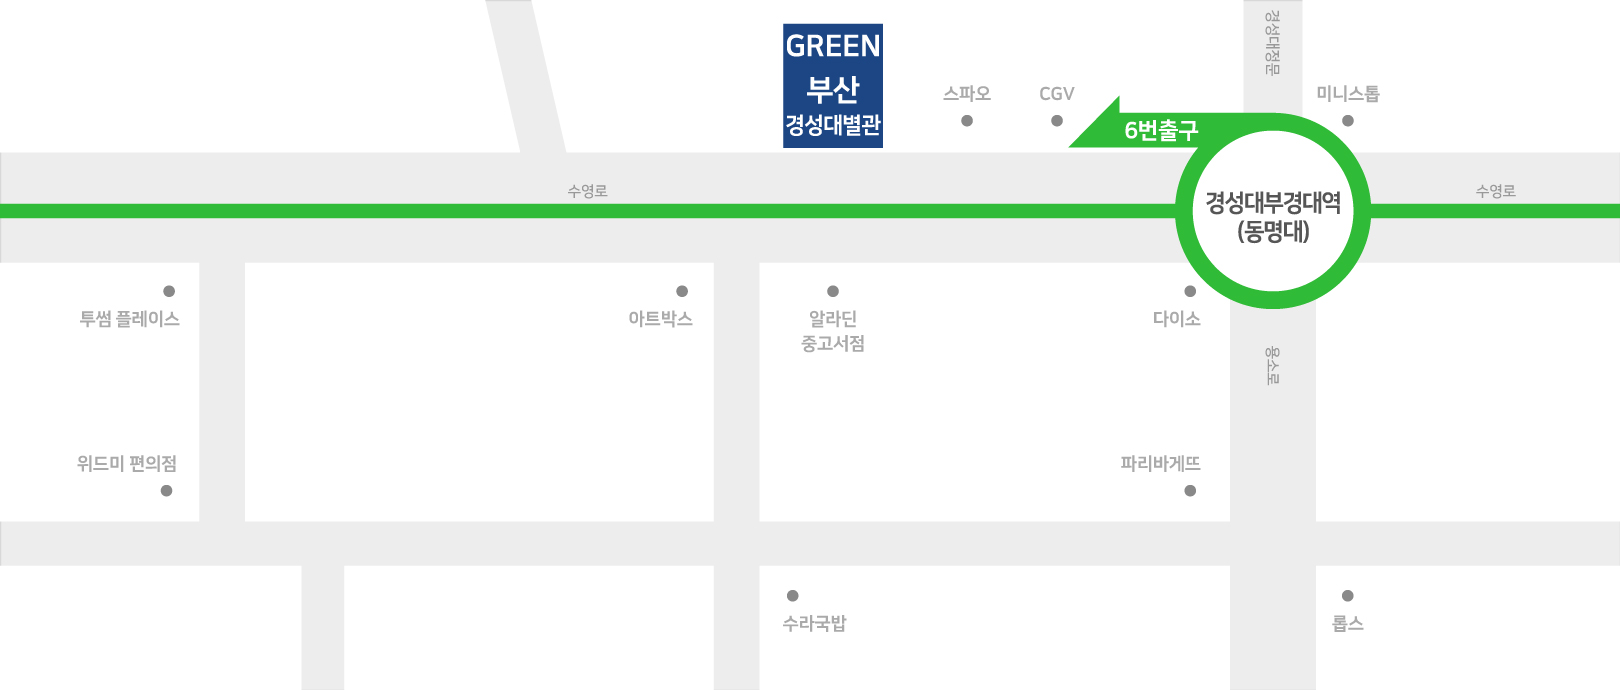 GREEN
부산
경성대별관
스파오
CGV
6번출구
경성대정문
미니스톱
수영로
경성대부경대역
(동명대)
수영로
투썸 플레이스
아트박스
알라딘
중고서점
다이소
용소로
위드미 편의점
파리바게뜨
수라국밥
롭스